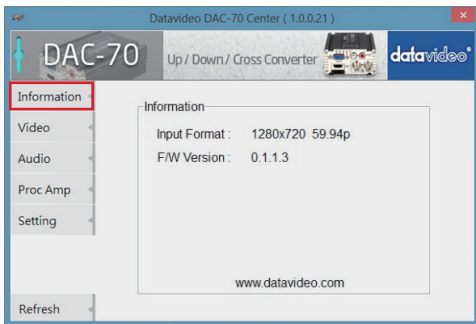 Datavideo DAC-70 Center ( 1.0.0.21 )
DAC-70 Up / Down / Cross Converter datavideo
Information
Video
Audio
Proc Amp
Setting
Refresh
Information
Input Format : 1280x720 59.94p
F/W Version : 0.1.1.3
www.datavideo.com